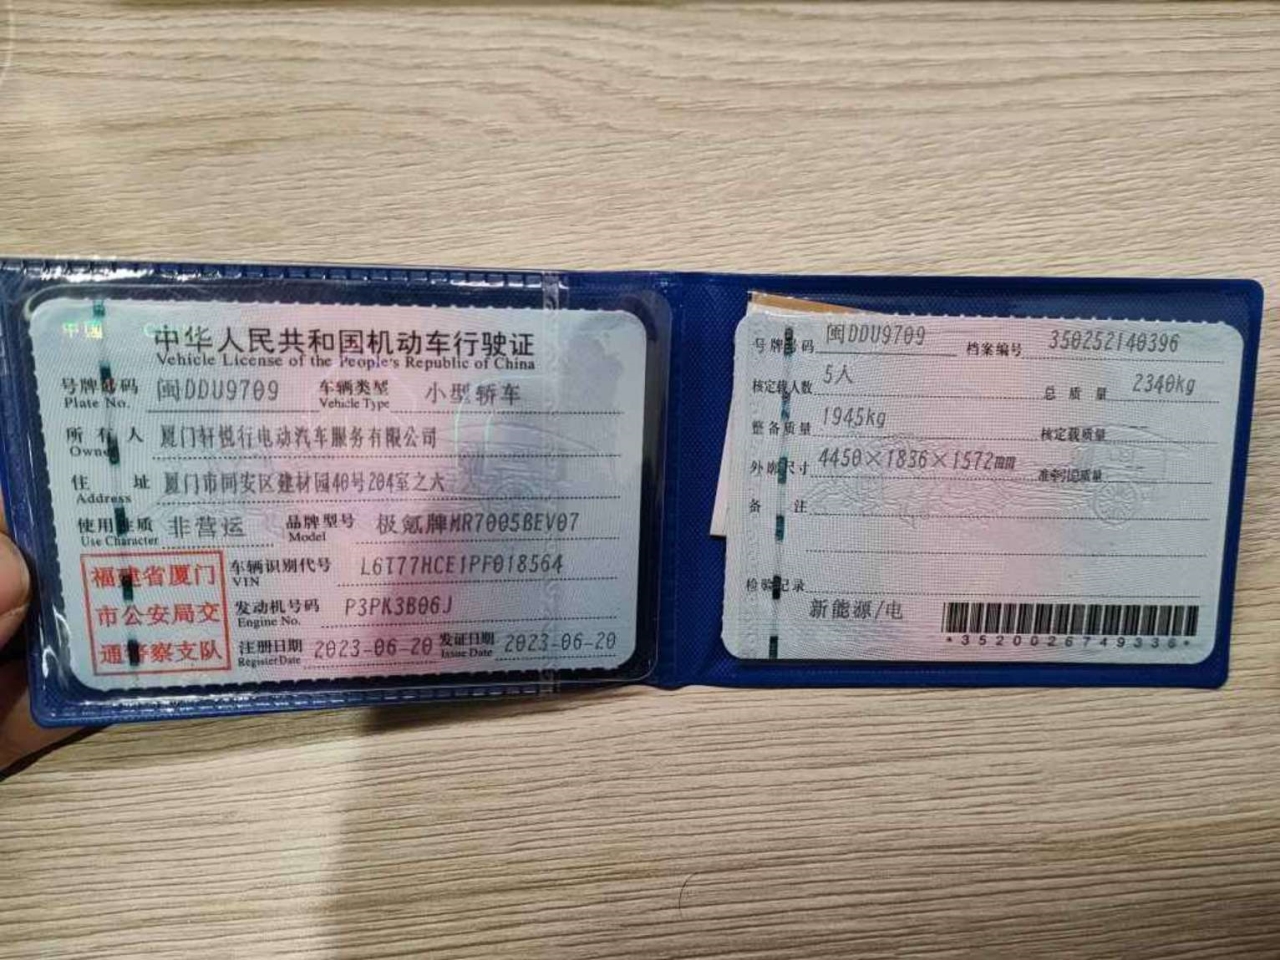 中国 C
中华人民共和国机动车行驶证
Vehicle License of the People's Republic of China
号牌号码 闽DDU9709 车辆类型 小型轿车
Plate No. Vehicle Type
所有人 厦门轩悦行电动汽车服务有限公司
Owner
住址 厦门市同安区建材园40号204室之六
Address
使用性质 非营运 品牌型号 极氪牌MR7005BEV07
Use Character Model
福建省厦门
市公安局交
通警察支队
车辆识别代号 L6T77HCE1PF018564
VIN
发动机号码 P3PK3B06J
Engine No.
注册日期 2023-06-20 发证日期 2023-06-20
Register Date Issue Date
号牌号码 闽DDU9709 档案编号 350252140396
核定载人数 5人 总质量 2340kg
整备质量 1945kg 核定载质量
外廓尺寸 4450×1836×1572mm 准牵引总质量
备注
检验记录
新能源/电
*3520026749336*